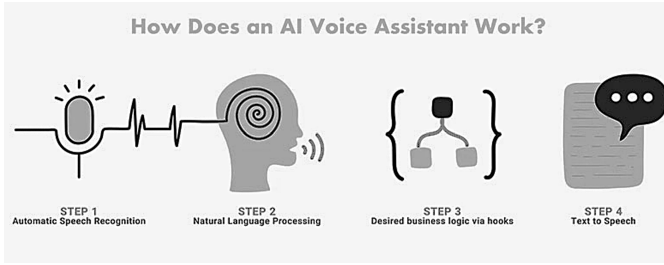 How Does an AI Voice Assistant Work?
STEP 1
Automatic Speech Recognition
STEP 2
Natural Language Processing
STEP 3
Desired business logic via hooks
STEP 4
Text to Speech